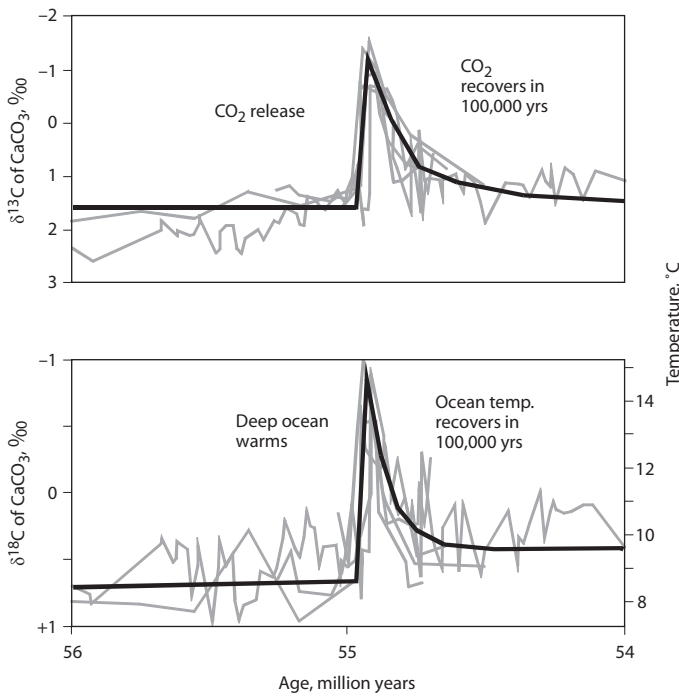 −2
−1
0
1
2
3
δ13C of CaCO3, ‰
CO2 release
CO2
recovers in
100,000 yrs
-1
0
+1
δ18C of CaCO3, ‰
Deep ocean
warms
Ocean temp.
recovers in
100,000 yrs
14
12
10
8
Temperature, ˚C
56
55
54
Age, million years